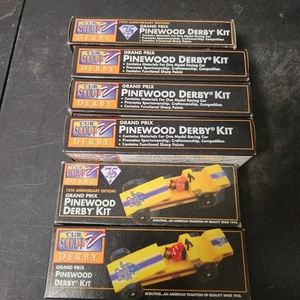 75TH ANNIVERSARY EDITION!
CUB
SCOUT
DERBY
75
GRAND PRIX
PINEWOOD DERBY KIT
• Contains Materials For One Model Racing Car
• Promotes Sportsmanship, Craftsmanship, Competition
• Contains Functional Sharp Points
CUB
SCOUT
DERBY
GRAND PRIX
PINEWOOD DERBY® KIT
• Contains Materials For One Model Racing Car
• Promotes Sportsmanship, Craftsmanship, Competition
• Contains Functional Sharp Points
CUB
SCOUT
DERBY
GRAND PRIX
PINEWOOD DERBY® KIT
• Contains Materials For One Model Racing Car
• Promotes Sportsmanship, Craftsmanship, Competition
• Contains Functional Sharp Points
CUB
SCOUT
DERBY
GRAND PRIX
PINEWOOD DERBY® KIT
• Contains Materials For One Model Racing Car
• Promotes Sportsmanship, Craftsmanship, Competition
• Contains Functional Sharp Points
CUB
SCOUT
DERBY
75
75TH ANNIVERSARY EDITION!
GRAND PRIX
PINEWOOD
DERBY KIT
SCOUTING...AN AMERICAN TRADITION OF QUALITY SINCE 1910.
CUB
SCOUT
DERBY
GRAND PRIX
PINEWOOD
DERBY® KIT
SCOUTING...AN AMERICAN TRADITION OF QUALITY SINCE 1910.